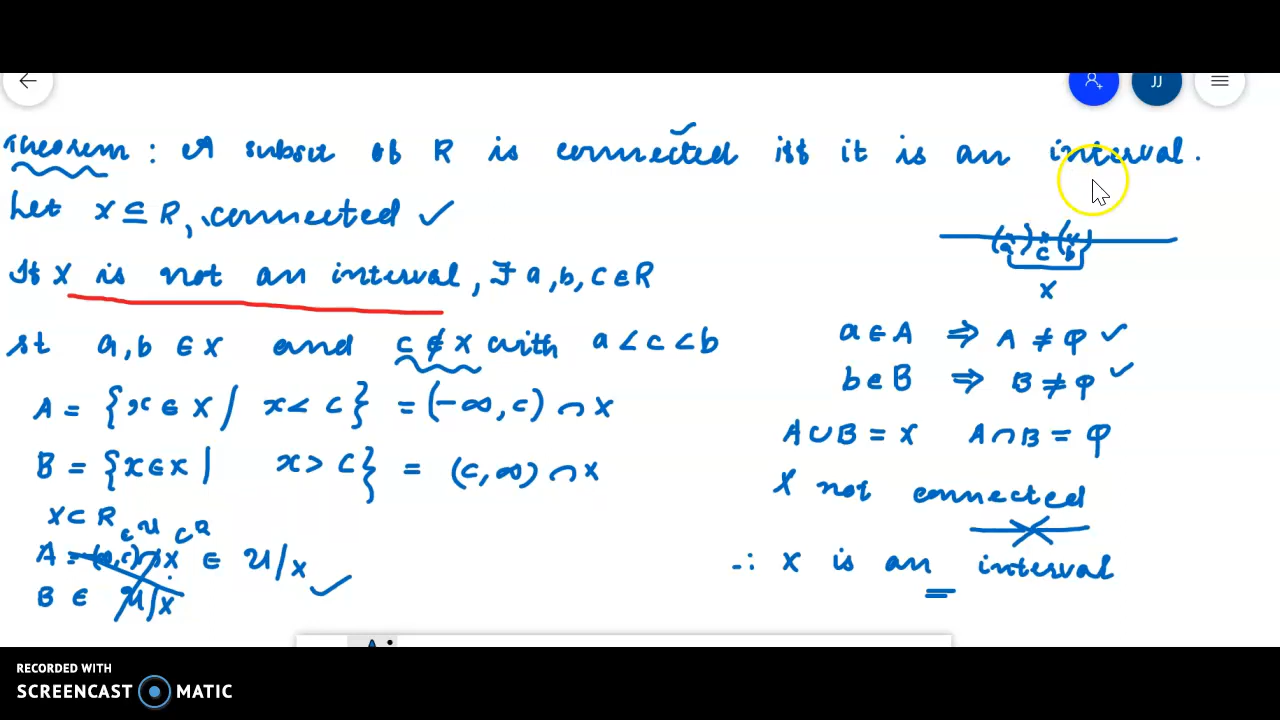 JJ
Theorem : A subset of R is connected iff it is an interval.
Let X ⊆ R, connected ✓
If X is not an interval, ∃ a, b, c ∈ R
st a, b ∈ X and c ∉ X with a < c < b
A = {x ∈ X / x < c} = (-∞, c) ∩ X
B = {x ∈ X | x > c} = (c, ∞) ∩ X
X ⊂ R
A ∈ U/X ✓
B ∈ U/X
( a ) c ( b )
X
a ∈ A ⇒ A ≠ φ ✓
b ∈ B ⇒ B ≠ φ ✓
A ∪ B = X A ∩ B = φ
X not connected
∴ X is an interval
RECORDED WITH
SCREENCAST MATIC